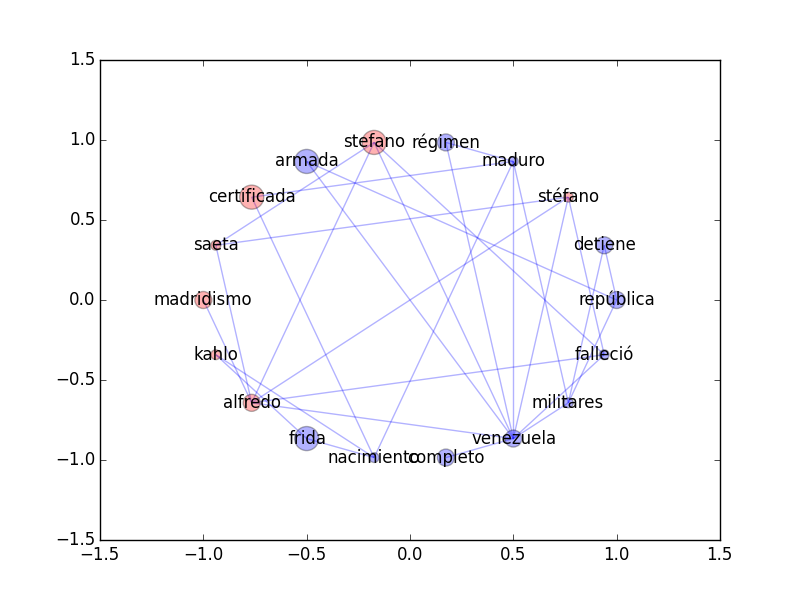 1.5
1.0
0.5
0.0
−0.5
−1.0
−1.5
stefano
régimen
armada
maduro
certificada
stéfano
saeta
detiene
madridismo
república
kahlo
falleció
alfredo
militares
frida
venezuela
nacimiento
completo
−1.5
−1.0
−0.5
0.0
0.5
1.0
1.5